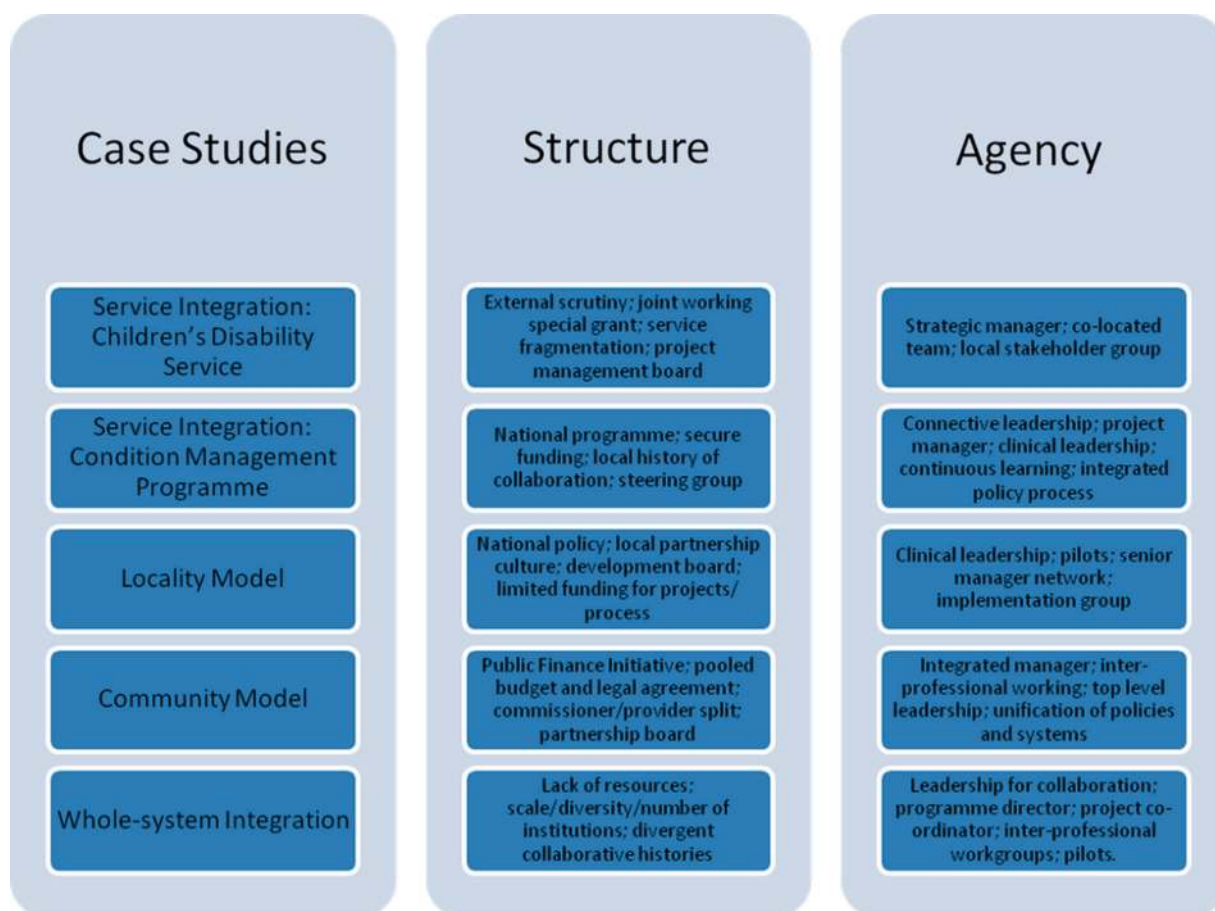 Case Studies
Structure
Agency
Service Integration:
Children's Disability
Service
External scrutiny; joint working
special grant; service
fragmentation; project
management board
Strategic manager; co-located
team; local stakeholder group
Service Integration:
Condition Management
Programme
National programme; secure
funding; local history of
collaboration; steering group
Connective leadership; project
manager; clinical leadership;
continuous learning; integrated
policy process
Locality Model
National policy; local partnership
culture; development board;
limited funding for projects/
process
Clinical leadership; pilots; senior
manager network;
implementation group
Community Model
Public Finance Initiative; pooled
budget and legal agreement;
commissioner/provider split;
partnership board
Integrated manager; inter-
professional working; top level
leadership; unification of policies
and systems
Whole-system Integration
Lack of resources;
scale/diversity/number of
institutions; divergent
collaborative histories
Leadership for collaboration;
programme director; project co-
ordinator; inter-professional
workgroups; pilots.